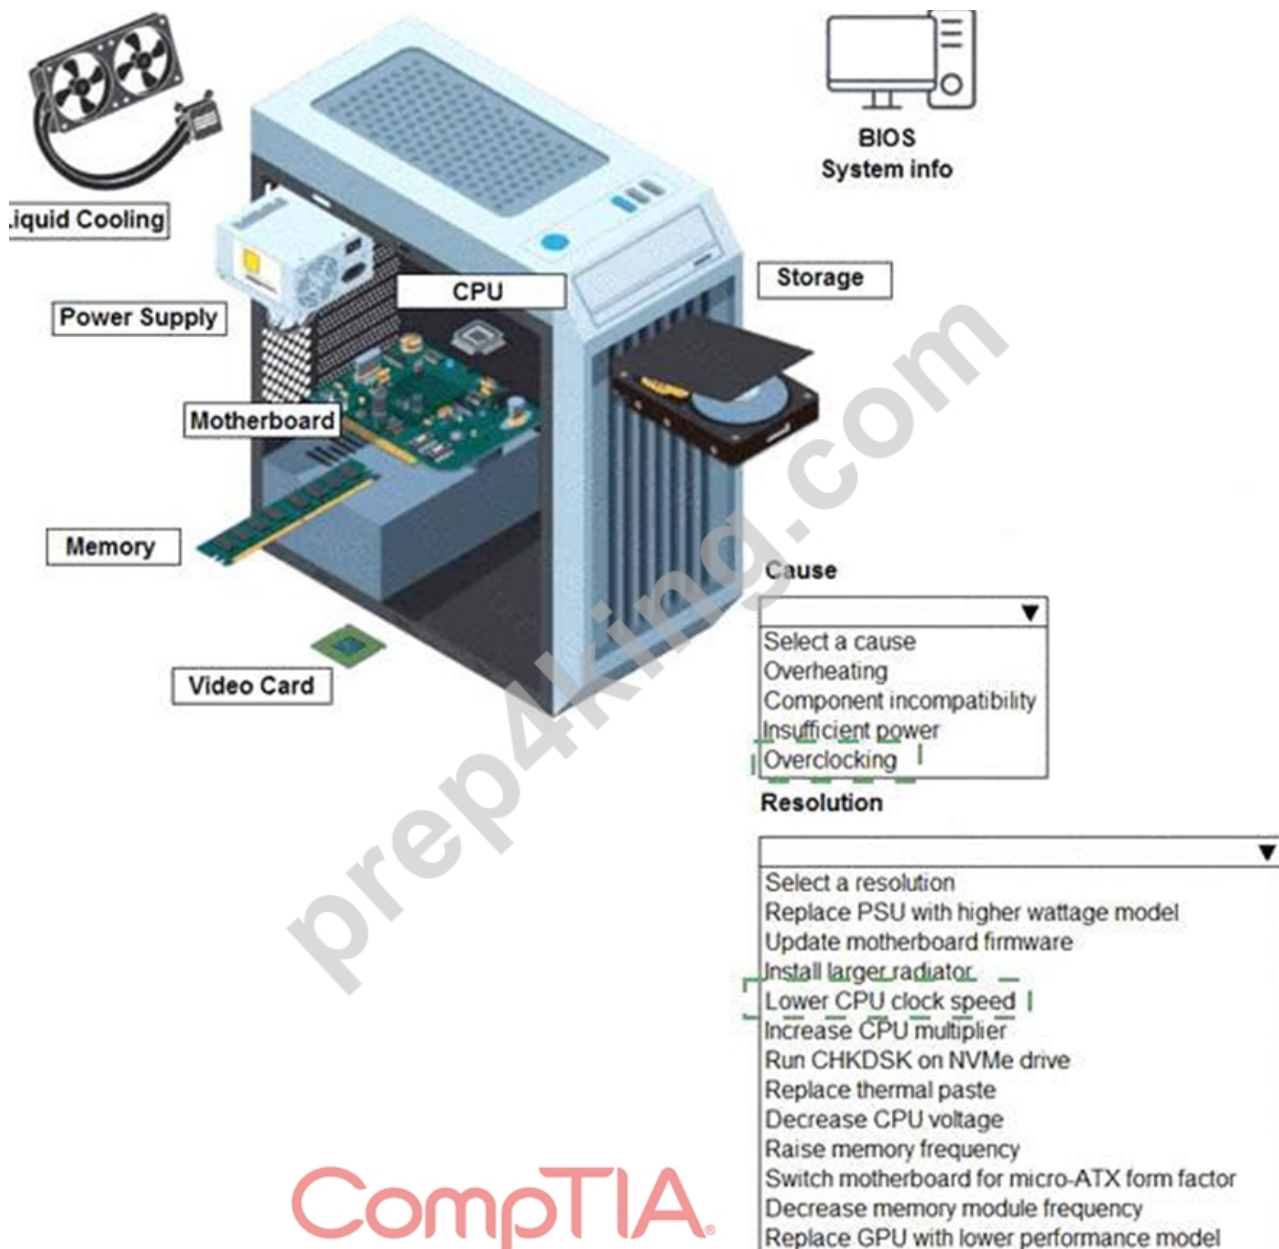 BIOS
System info
Liquid Cooling
Storage
CPU
Power Supply
Motherboard
Memory
Video Card
Cause
Select a cause
Overheating
Component incompatibility
Insufficient power
Overclocking
Resolution
Select a resolution
Replace PSU with higher wattage model
Update motherboard firmware
Install larger radiator
Lower CPU clock speed
Increase CPU multiplier
Run CHKDSK on NVMe drive
Replace thermal paste
Decrease CPU voltage
Raise memory frequency
Switch motherboard for micro-ATX form factor
Decrease memory module frequency
Replace GPU with lower performance model
prep4king.com
CompTIA®